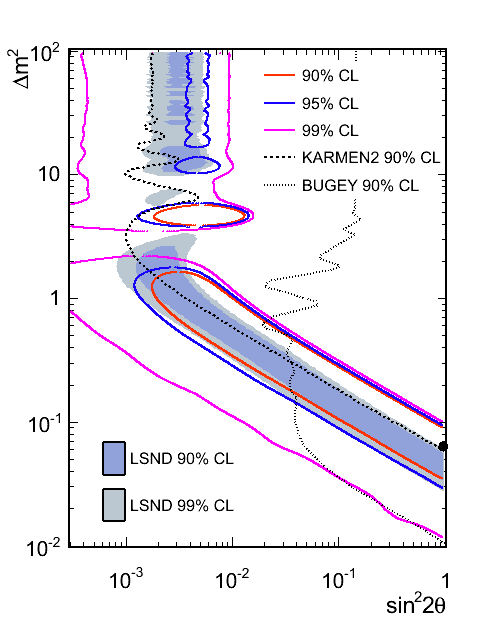 Δm²
10²
90% CL
95% CL
99% CL
KARMEN2 90% CL
BUGEY 90% CL
10
1
10⁻¹
LSND 90% CL
LSND 99% CL
10⁻²
10⁻³ 10⁻² 10⁻¹ 1
sin²2θ